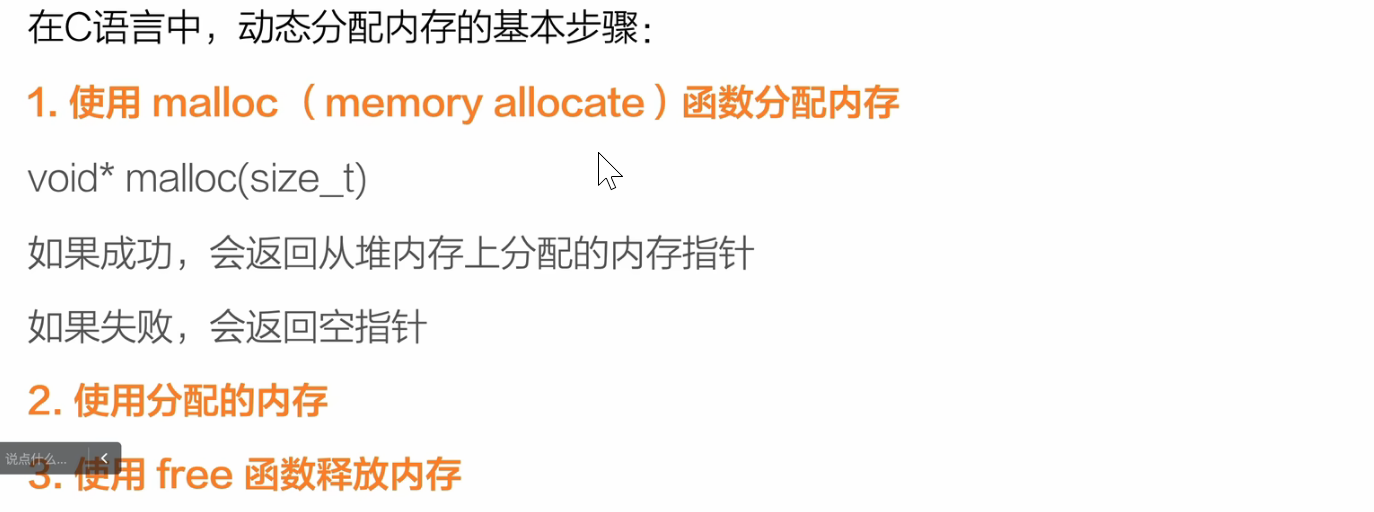 在C语言中，动态分配内存的基本步骤：
1. 使用 malloc（memory allocate）函数分配内存
void* malloc(size_t)
如果成功，会返回从堆内存上分配的内存指针
如果失败，会返回空指针
2. 使用分配的内存
说点什么...
3. 使用 free 函数释放内存